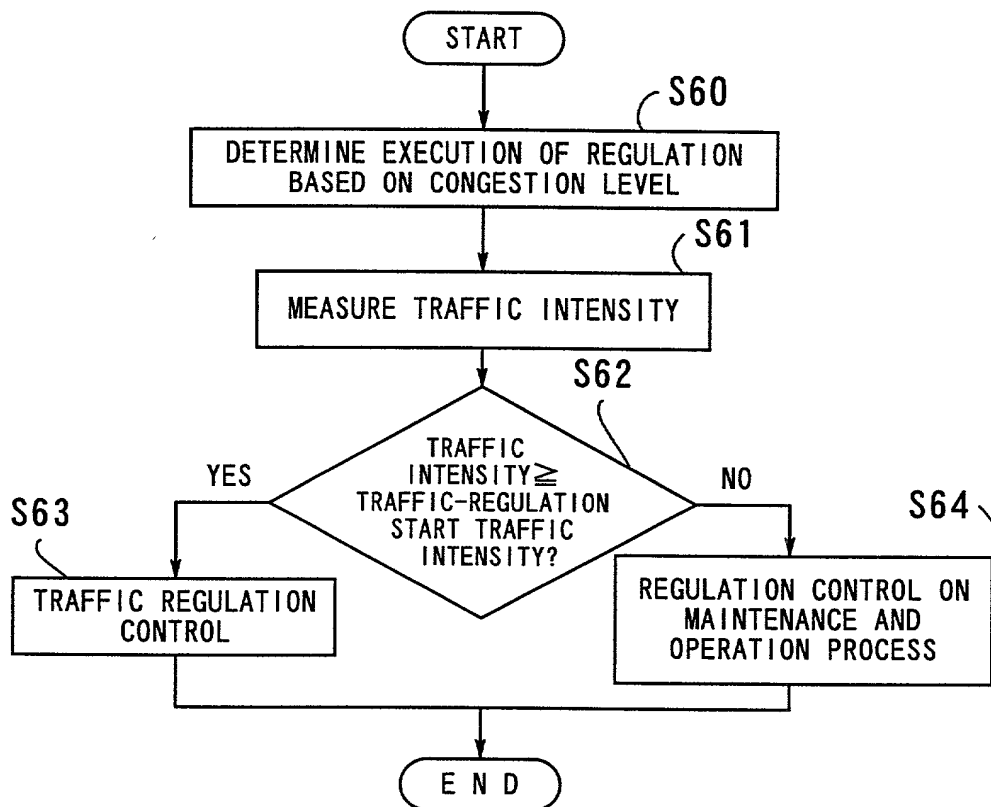 START
S60
DETERMINE EXECUTION OF REGULATION
BASED ON CONGESTION LEVEL
S61
MEASURE TRAFFIC INTENSITY
S62
TRAFFIC
INTENSITY≧
TRAFFIC-REGULATION
START TRAFFIC
INTENSITY?
YES
NO
S63
TRAFFIC REGULATION
CONTROL
S64
REGULATION CONTROL ON
MAINTENANCE AND
OPERATION PROCESS
END